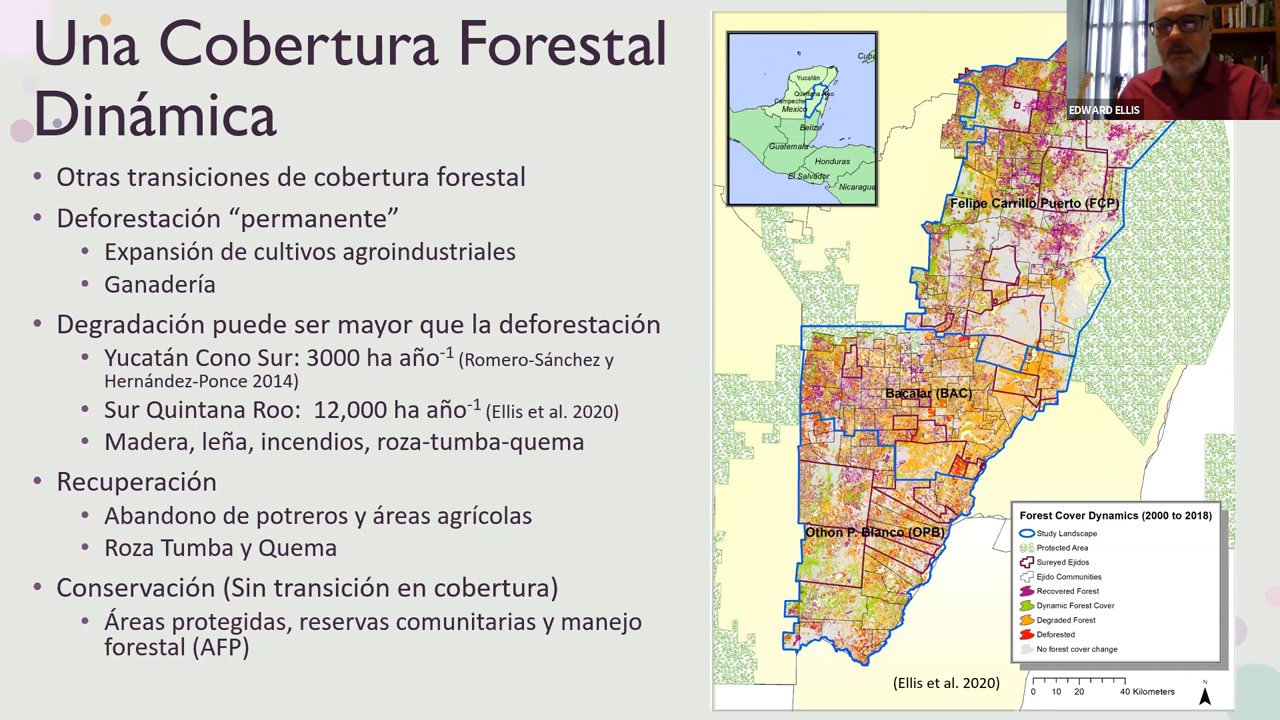 Una Cobertura Forestal
Dinámica
• Otras transiciones de cobertura forestal
• Deforestación “permanente”
• Expansión de cultivos agroindustriales
• Ganadería
• Degradación puede ser mayor que la deforestación
• Yucatán Cono Sur: 3000 ha año-1 (Romero-Sánchez y
Hernández-Ponce 2014)
• Sur Quintana Roo: 12,000 ha año-1 (Ellis et al. 2020)
• Madera, leña, incendios, roza-tumba-quema
• Recuperación
• Abandono de potreros y áreas agrícolas
• Roza Tumba y Quema
• Conservación (Sin transición en cobertura)
• Áreas protegidas, reservas comunitarias y manejo
forestal (AFP)
Yucatán
Quintana Roo
Campeche
Mexico
Belize
Guatemala
Honduras
El Salvador
Nicaragua
EDWARD ELLIS
Felipe Carrillo Puerto (FCP)
Bacalar (BAC)
Othon P. Blanco (OPB)
Forest Cover Dynamics (2000 to 2018)
Study Landscape
Protected Area
Sureyed Ejidos
Ejido Communities
Recovered Forest
Dynamic Forest Cover
Degraded Forest
Deforested
No forest cover change
(Ellis et al. 2020)
0 10 20 40 Kilometers
N